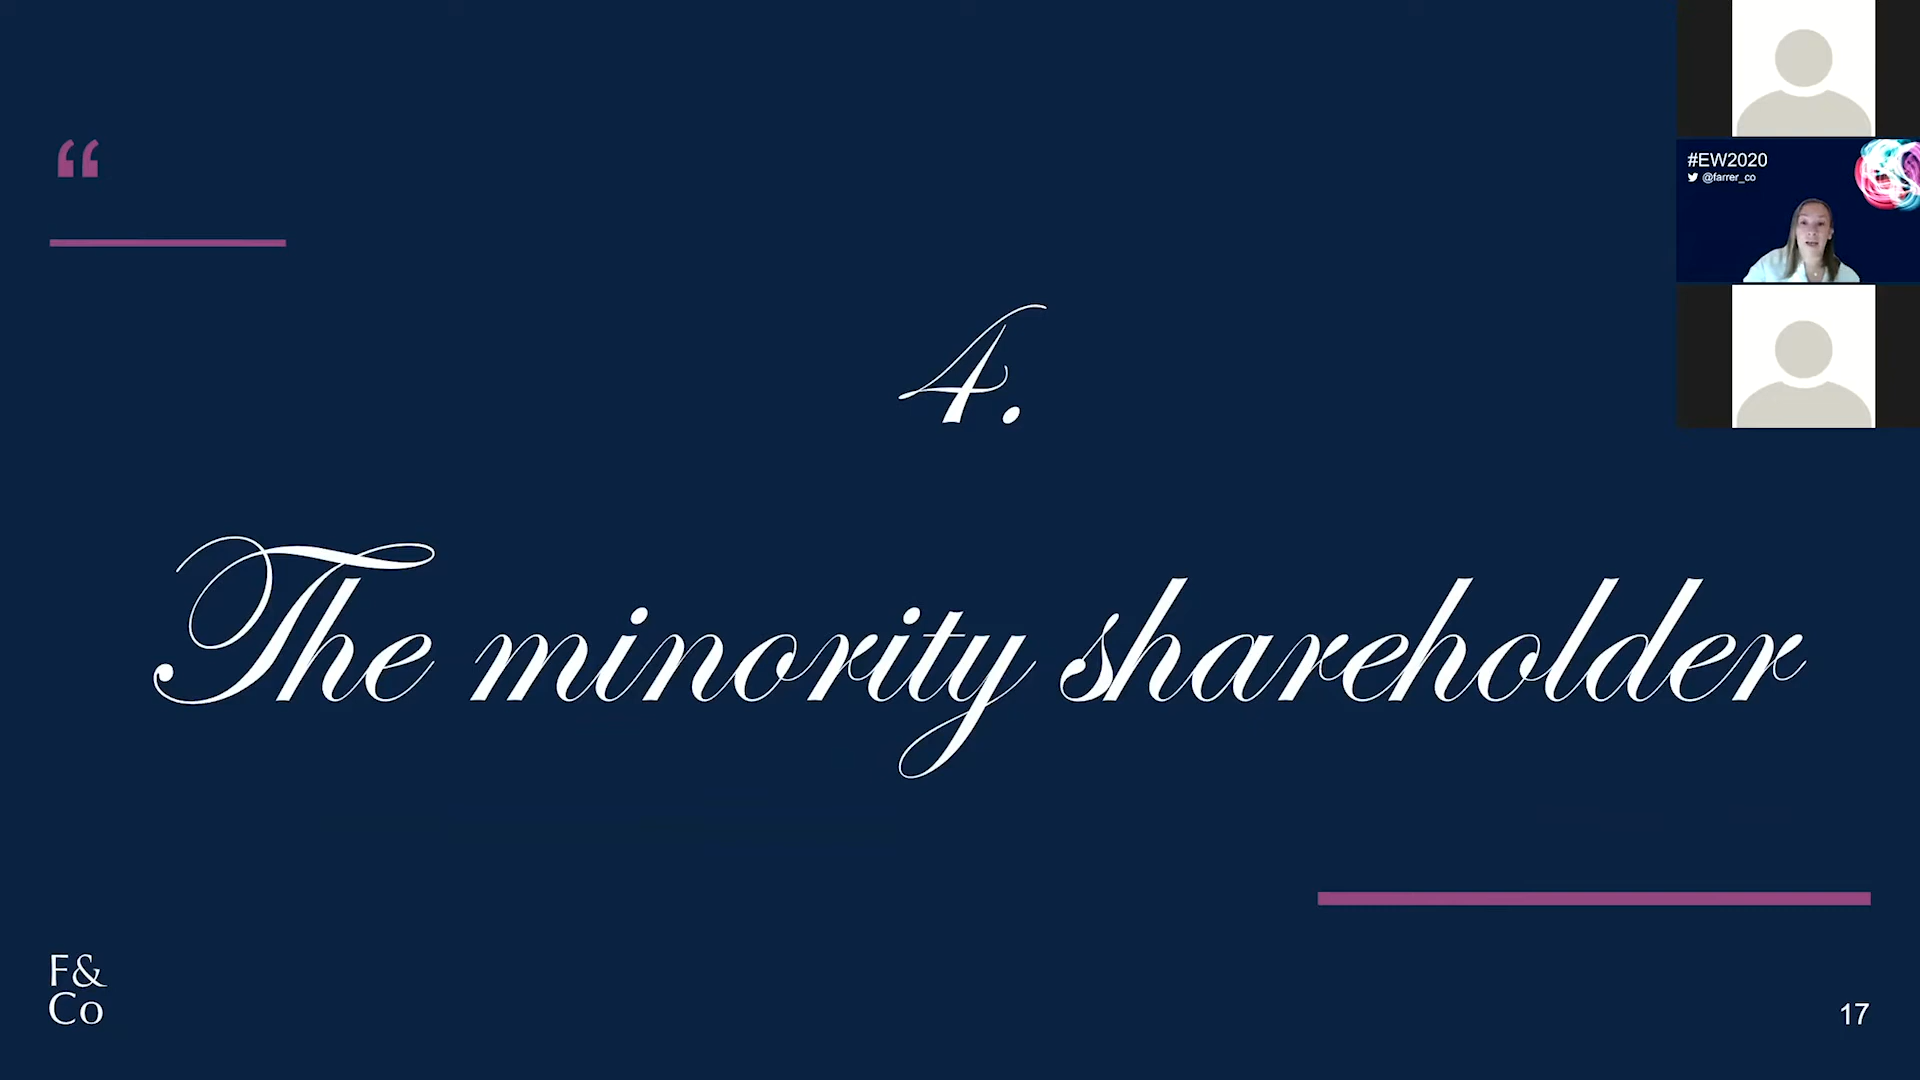 “
#EW2020
@farrer_co
4.
The minority shareholder
F&
Co
17